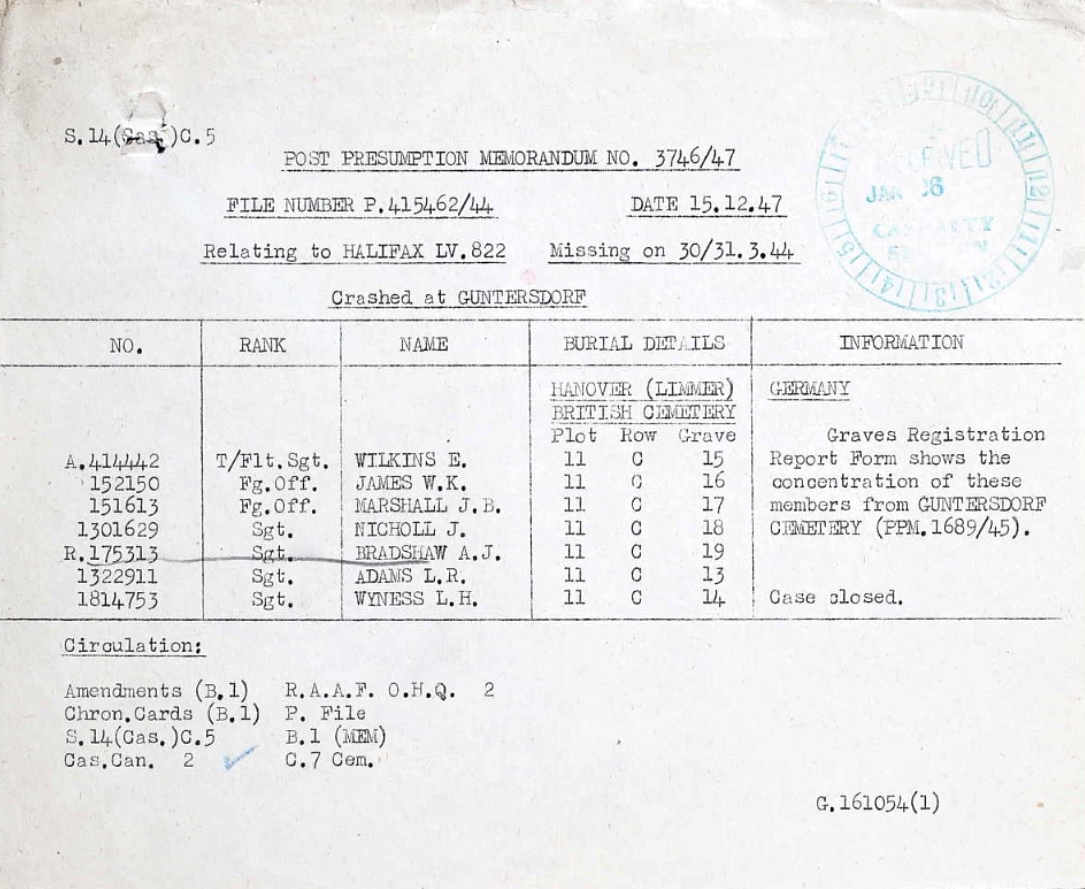 S.14(Cas.)C.5
POST PRESUMPTION MEMORANDUM NO. 3746/47
FILE NUMBER P.415462/44 DATE 15.12.47
Relating to HALIFAX LV.822 Missing on 30/31.3.44
Crashed at GUNTERSDORF
JAN 6
CASUALTY
SECTION
NO. RANK NAME BURIAL DETAILS INFORMATION
HANOVER (LIMMER) GERMANY
BRITISH CEMETERY
Plot Row Grave Graves Registration
A.414442 T/Flt.Sgt. WILKINS E. 11 C 15 Report Form shows the
152150 Fg.Off. JAMES W.K. 11 C 16 concentration of these
151613 Fg.Off. MARSHALL J.B. 11 C 17 members from GUNTERSDORF
1301629 Sgt. NICHOLL J. 11 C 18 CEMETERY (PPM.1689/45).
R.175313 Sgt. BRADSHAW A.J. 11 C 19
1322911 Sgt. ADAMS L.R. 11 C 13
1814753 Sgt. WYNESS L.H. 11 C 14 Case closed.
Circulation:
Amendments (B.1) R.A.A.F. O.H.Q. 2
Chron.Cards (B.1) P. File
S.14(Cas.)C.5 B.1 (MEM)
Cas.Can. 2 C.7 Cem.
G.161054(1)